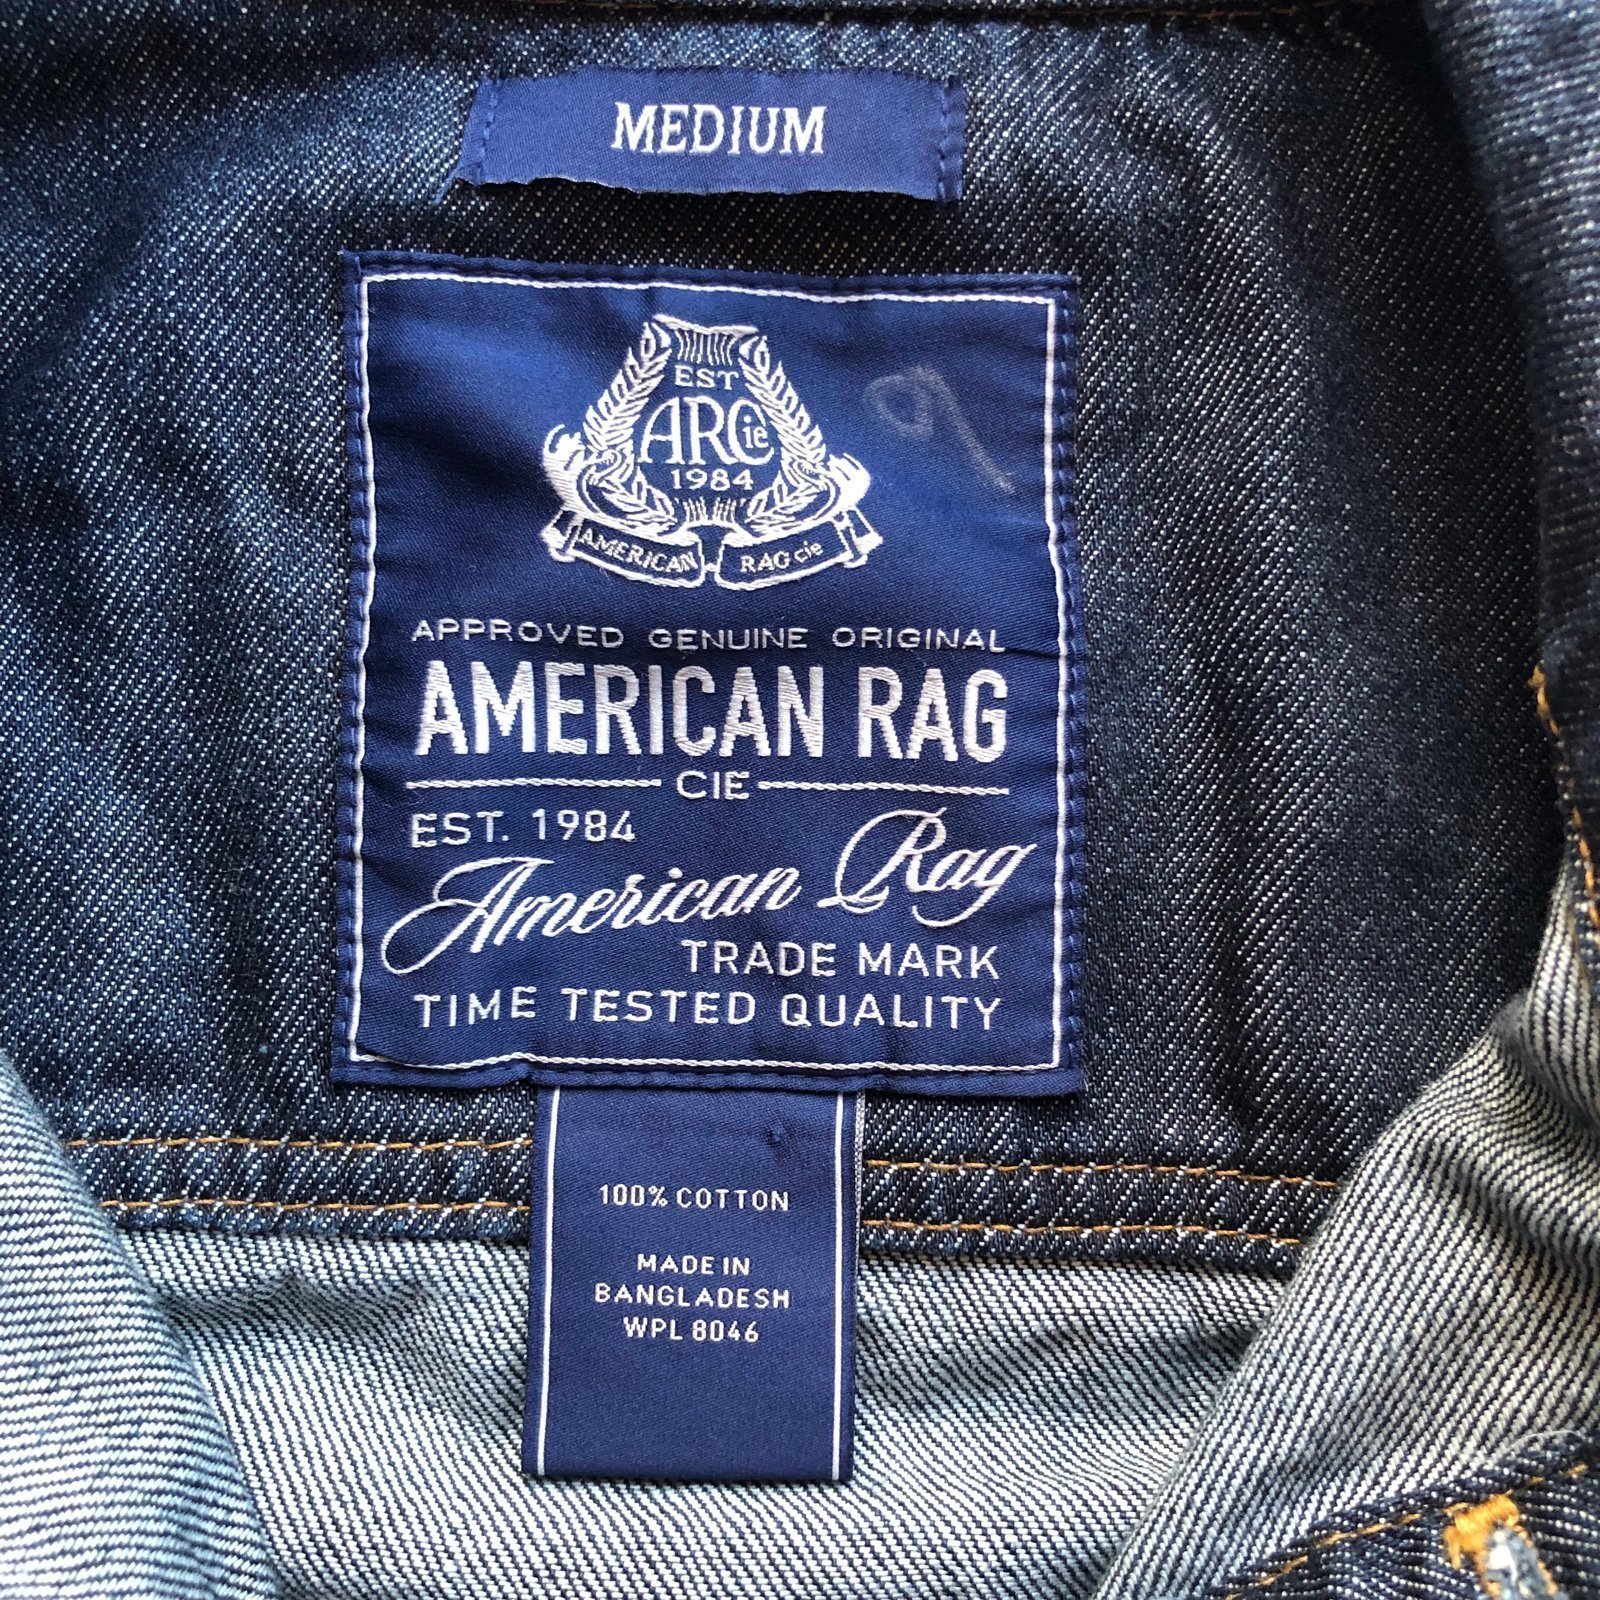 MEDIUM
EST
ARCie
1984
AMERICAN RAG cie
APPROVED GENUINE ORIGINAL
AMERICAN RAG
CIE
EST. 1984
American Rag
TRADE MARK
TIME TESTED QUALITY
100% COTTON
MADE IN
BANGLADESH
WPL 8046